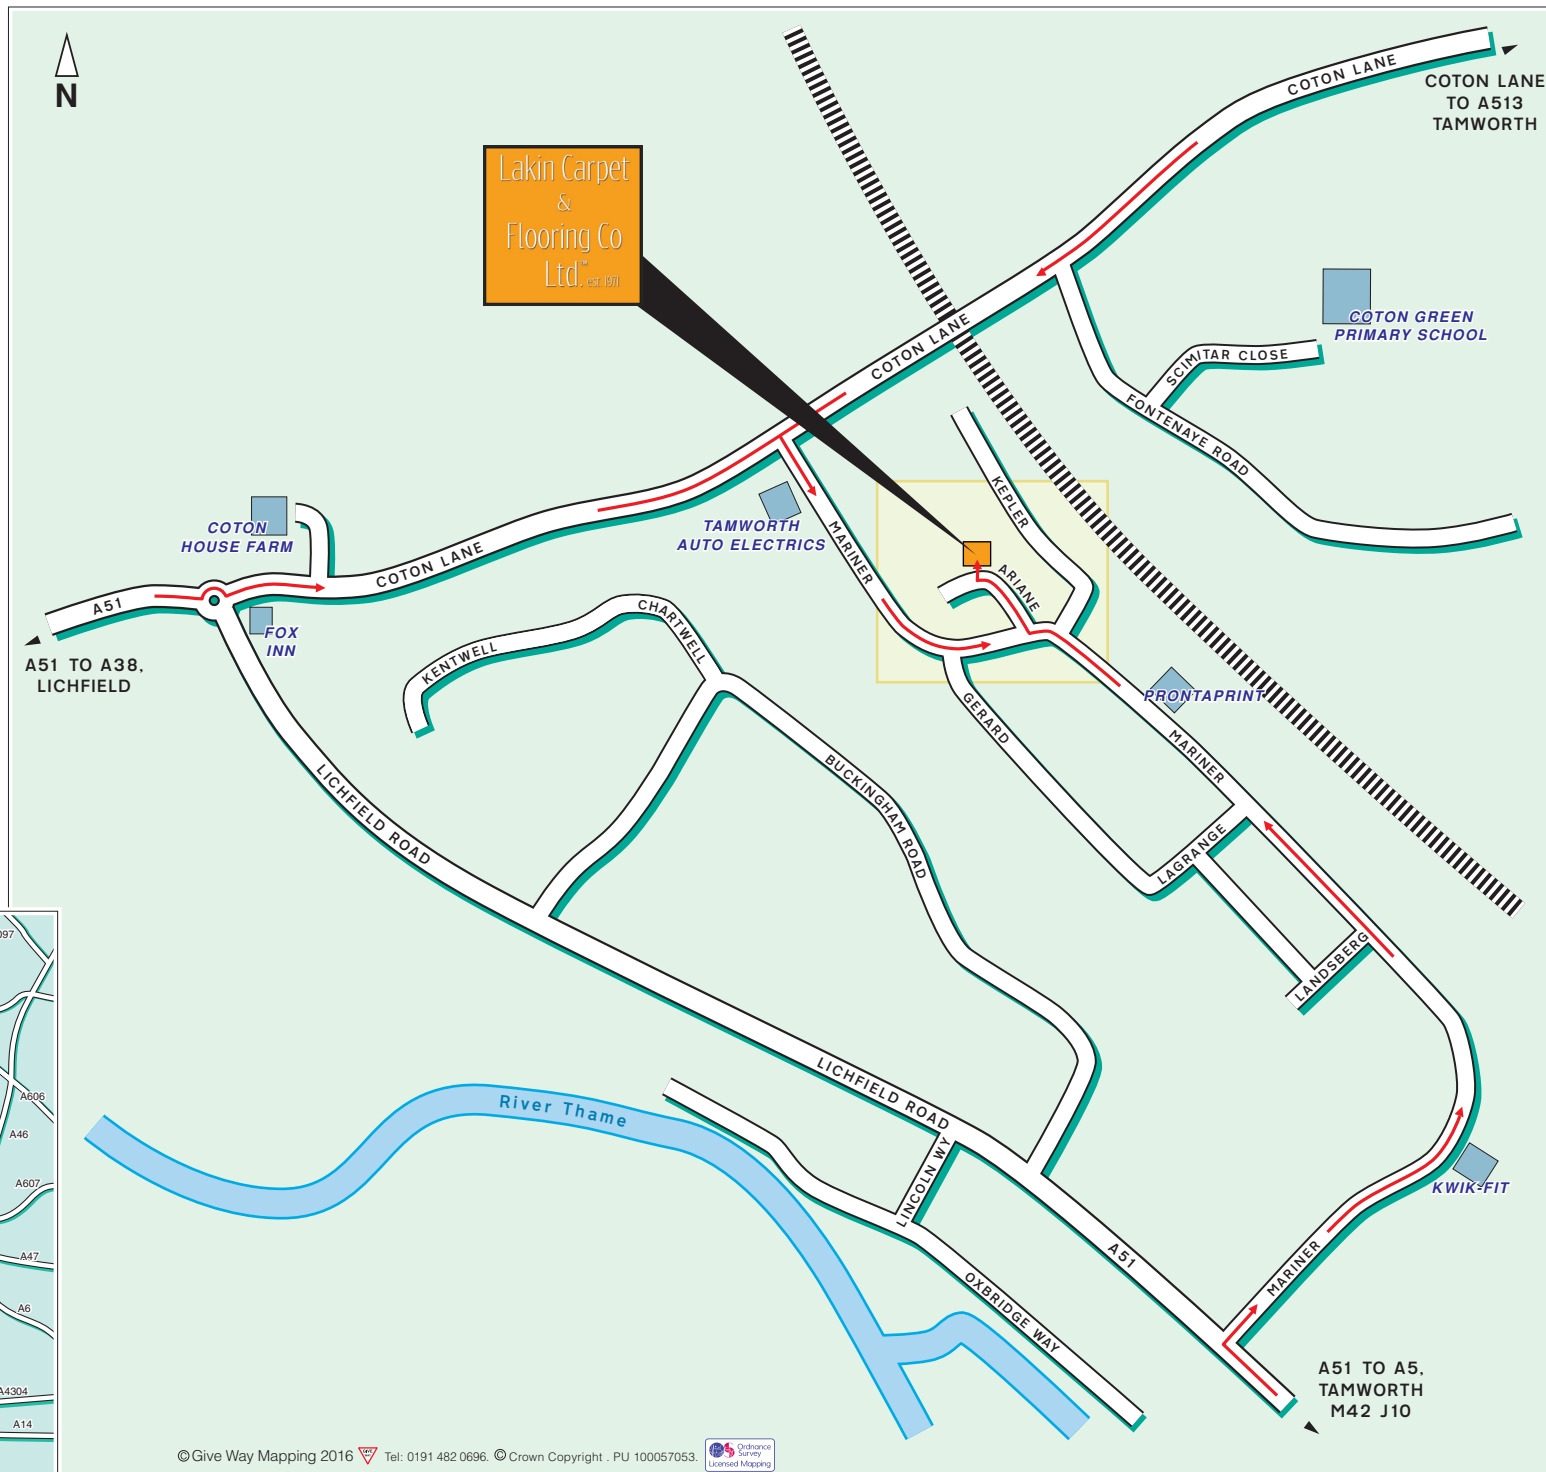 N
COTON LANE
COTON LANE
TO A513
TAMWORTH
Lakin Carpet
&
Flooring Co
Ltd.™ est. 1971
COTON GREEN
PRIMARY SCHOOL
COTON LANE
SCIMITAR CLOSE
FONTENAYE ROAD
KEPLER
COTON
HOUSE FARM
TAMWORTH
AUTO ELECTRICS
MARINER
COTON LANE
ARIANE
A51
FOX
INN
CHARTWELL
KENTWELL
A51 TO A38,
LICHFIELD
PRONTAPRINT
GERARD
MARINER
LICHFIELD ROAD
BUCKINGHAM ROAD
LAGRANGE
LANDSBERG
LICHFIELD ROAD
River Thame
LINCOLN WY
KWIK-FIT
A51
MARINER
OXBRIDGE WAY
A51 TO A5,
TAMWORTH
M42 J10
A606
A46
A607
A47
A6
A4304
A14
© Give Way Mapping 2016 GIVE WAY Tel: 0191 482 0696. © Crown Copyright . PU 100057053.
Ordnance
Survey
Licensed Mapping